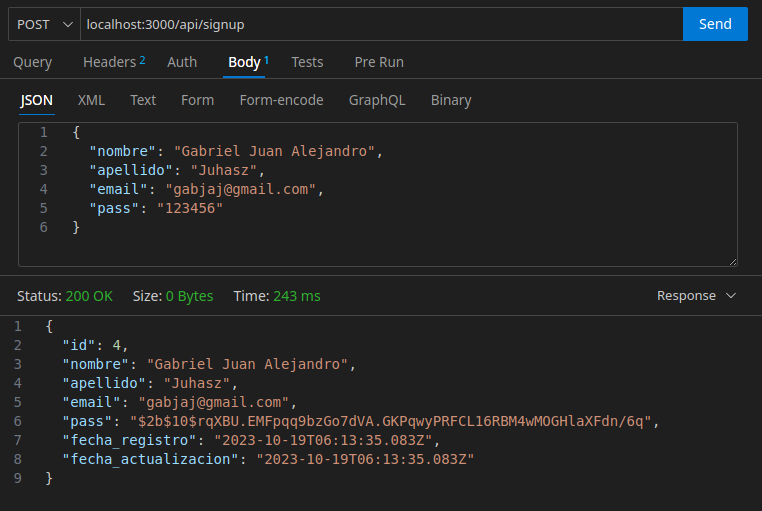 POST localhost:3000/api/signup Send
Query Headers 2 Auth Body 1 Tests Pre Run
JSON XML Text Form Form-encode GraphQL Binary
1 {
2 "nombre": "Gabriel Juan Alejandro",
3 "apellido": "Juhasz",
4 "email": "gabjaj@gmail.com",
5 "pass": "123456"
6 }
Status: 200 OK Size: 0 Bytes Time: 243 ms Response
1 {
2 "id": 4,
3 "nombre": "Gabriel Juan Alejandro",
4 "apellido": "Juhasz",
5 "email": "gabjaj@gmail.com",
6 "pass": "$2b$10$rqXBU.EMFpqq9bzGo7dVA.GKPqwyPRFCL16RBM4wMOGHlaXFdn/6q",
7 "fecha_registro": "2023-10-19T06:13:35.083Z",
8 "fecha_actualizacion": "2023-10-19T06:13:35.083Z"
9 }